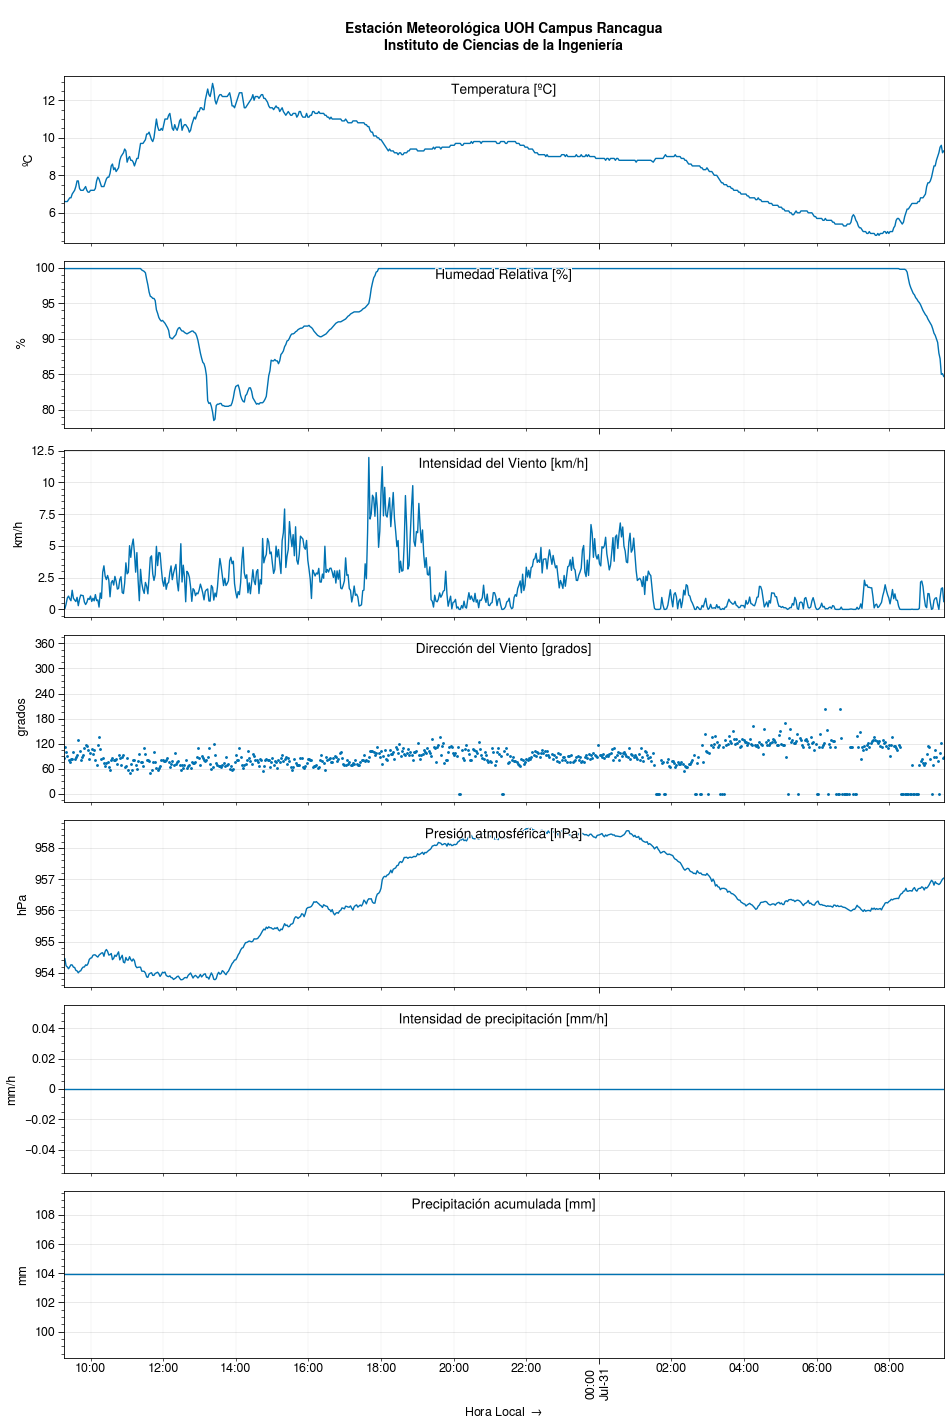 Estación Meteorológica UOH Campus Rancagua
Instituto de Ciencias de la Ingeniería
Temperatura [ºC]
ºC
12
10
8
6
Humedad Relativa [%]
%
100
95
90
85
80
Intensidad del Viento [km/h]
km/h
12.5
10
7.5
5
2.5
0
Dirección del Viento [grados]
grados
360
300
240
180
120
60
0
Presión atmosférica [hPa]
hPa
958
957
956
955
954
Intensidad de precipitación [mm/h]
mm/h
0.04
0.02
0
−0.02
−0.04
Precipitación acumulada [mm]
mm
108
106
104
102
100
10:00 12:00 14:00 16:00 18:00 20:00 22:00 00:00 02:00 04:00 06:00 08:00
Jul-31
Hora Local →